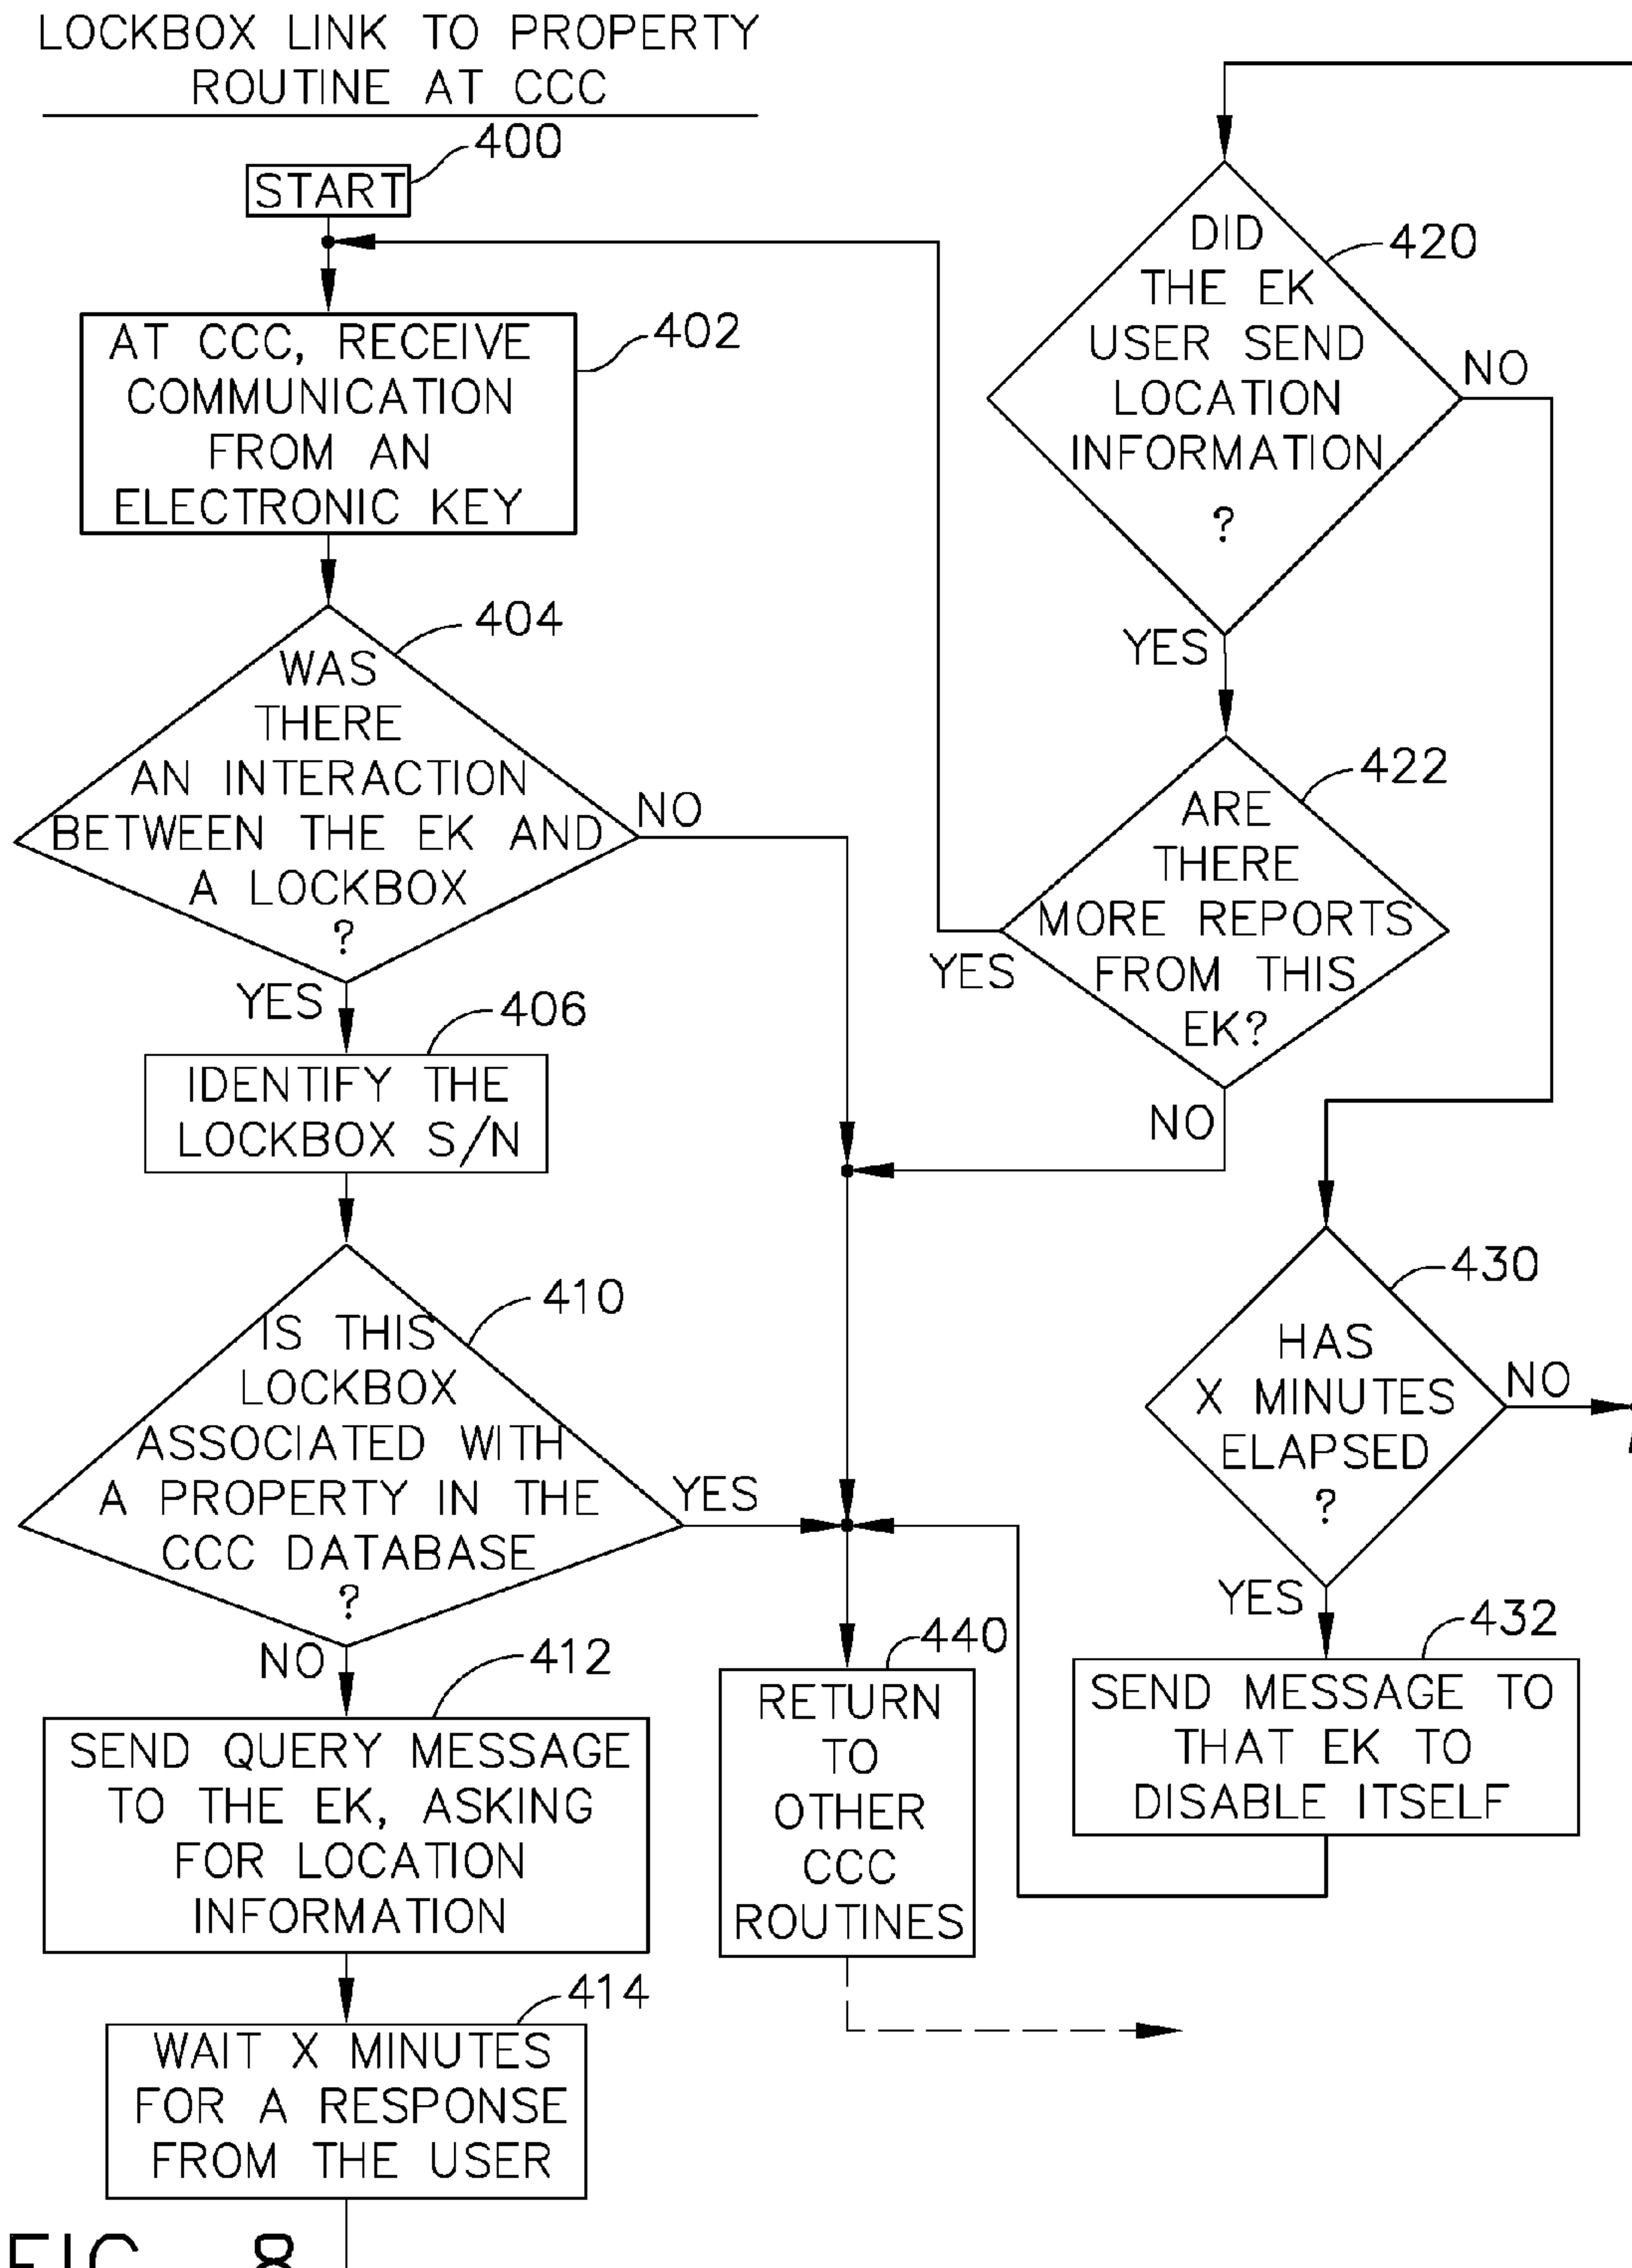 LOCKBOX LINK TO PROPERTY
ROUTINE AT CCC
400
START
402
AT CCC, RECEIVE
COMMUNICATION
FROM AN
ELECTRONIC KEY
404
WAS
THERE
AN INTERACTION
BETWEEN THE EK AND
A LOCKBOX
?
NO
YES
406
IDENTIFY THE
LOCKBOX S/N
410
IS THIS
LOCKBOX
ASSOCIATED WITH
A PROPERTY IN THE
CCC DATABASE
?
YES
NO
412
SEND QUERY MESSAGE
TO THE EK, ASKING
FOR LOCATION
INFORMATION
414
WAIT X MINUTES
FOR A RESPONSE
FROM THE USER
420
DID
THE EK
USER SEND
LOCATION
INFORMATION
?
NO
YES
422
ARE
THERE
MORE REPORTS
FROM THIS
EK?
YES
NO
430
HAS
X MINUTES
ELAPSED
?
NO
YES
432
SEND MESSAGE TO
THAT EK TO
DISABLE ITSELF
440
RETURN
TO
OTHER
CCC
ROUTINES
FIG. 8